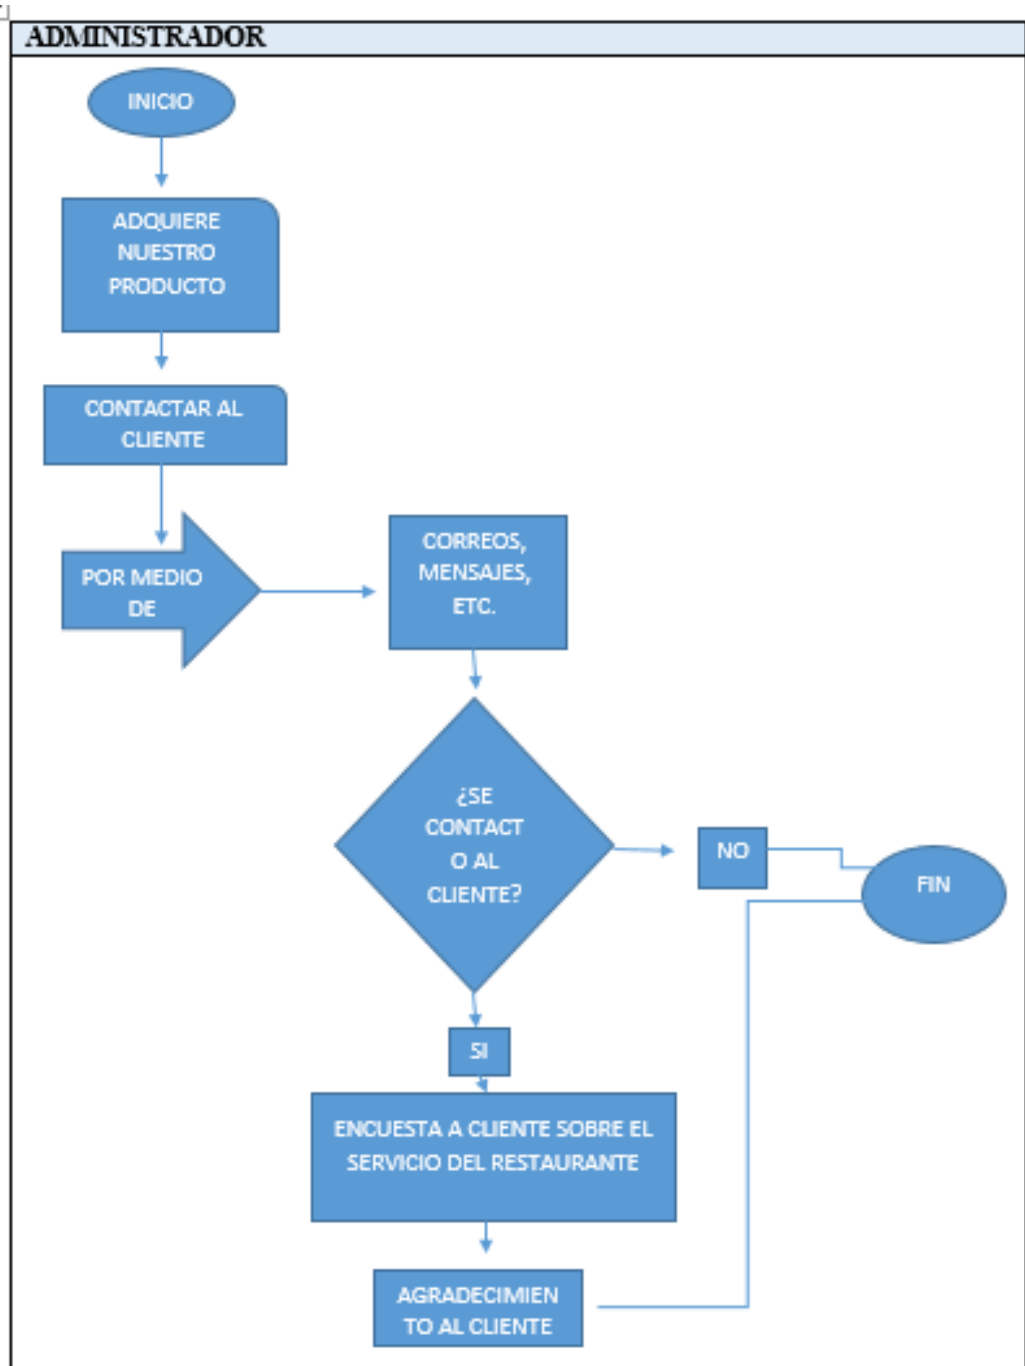 ADMINISTRADOR
INICIO
ADQUIERE
NUESTRO
PRODUCTO
CONTACTAR AL
CLIENTE
POR MEDIO
DE
CORREOS,
MENSAJES,
ETC.
¿SE
CONTACT
O AL
CLIENTE?
NO
FIN
SI
ENCUESTA A CLIENTE SOBRE EL
SERVICIO DEL RESTAURANTE
AGRADECIMIEN
TO AL CLIENTE